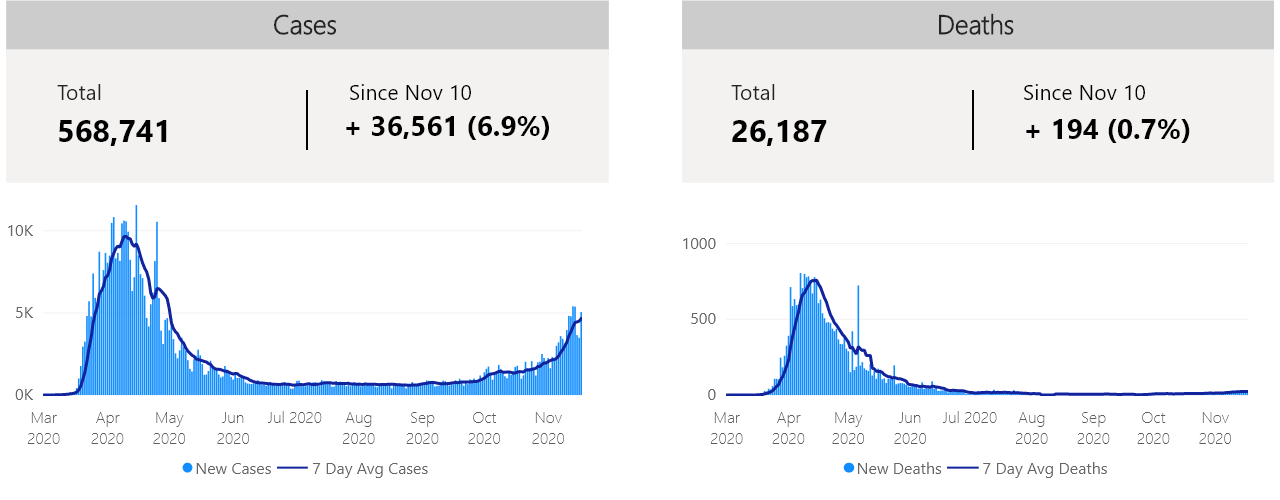 Cases
Total
Since Nov 10
568,741
+ 36,561 (6.9%)
10K
5K
0K
Mar 2020
Apr 2020
May 2020
Jun 2020
Jul 2020
Aug 2020
Sep 2020
Oct 2020
Nov 2020
New Cases
7 Day Avg Cases
Deaths
Total
Since Nov 10
26,187
+ 194 (0.7%)
1000
500
0
Mar 2020
Apr 2020
May 2020
Jun 2020
Jul 2020
Aug 2020
Sep 2020
Oct 2020
Nov 2020
New Deaths
7 Day Avg Deaths